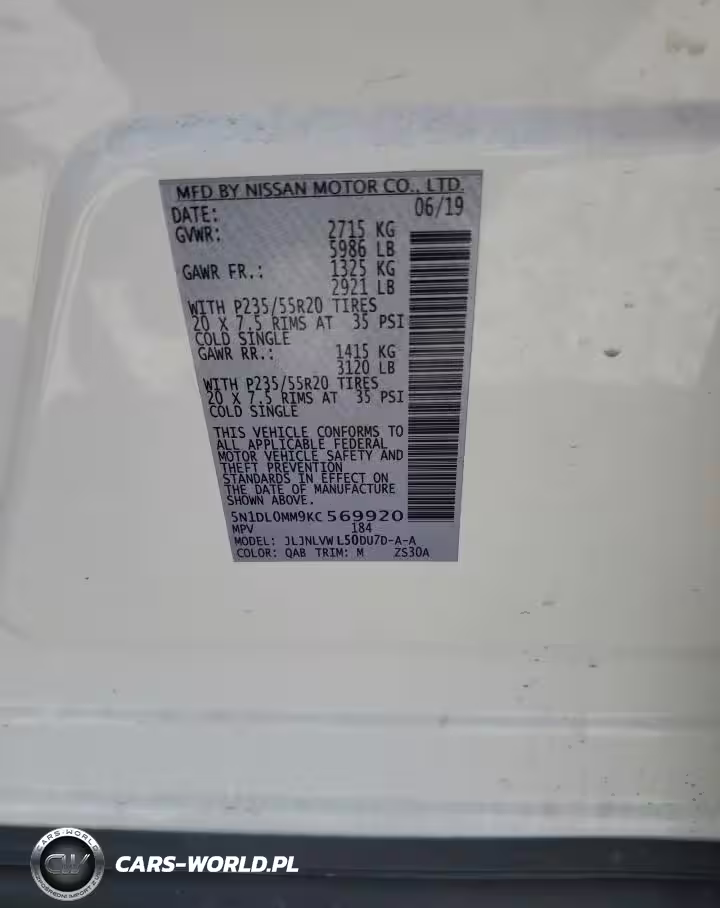 MFD BY NISSAN MOTOR CO., LTD.
DATE: 06/19
GVWR: 2715 KG
5986 LB
GAWR FR.: 1325 KG
2921 LB
WITH P235/55R20 TIRES
20 X 7.5 RIMS AT 35 PSI
COLD SINGLE
GAWR RR.: 1415 KG
3120 LB
WITH P235/55R20 TIRES
20 X 7.5 RIMS AT 35 PSI
COLD SINGLE
THIS VEHICLE CONFORMS TO
ALL APPLICABLE FEDERAL
MOTOR VEHICLE SAFETY AND
THEFT PREVENTION
STANDARDS IN EFFECT ON
THE DATE OF MANUFACTURE
SHOWN ABOVE.
5N1DL0MM9KC569920
MPV 184
MODEL: JLJNLVWL50DU7D-A-A
COLOR: QAB TRIM: M ZS30A
CARS-WORLD
CW
CARS-WORLD.PL